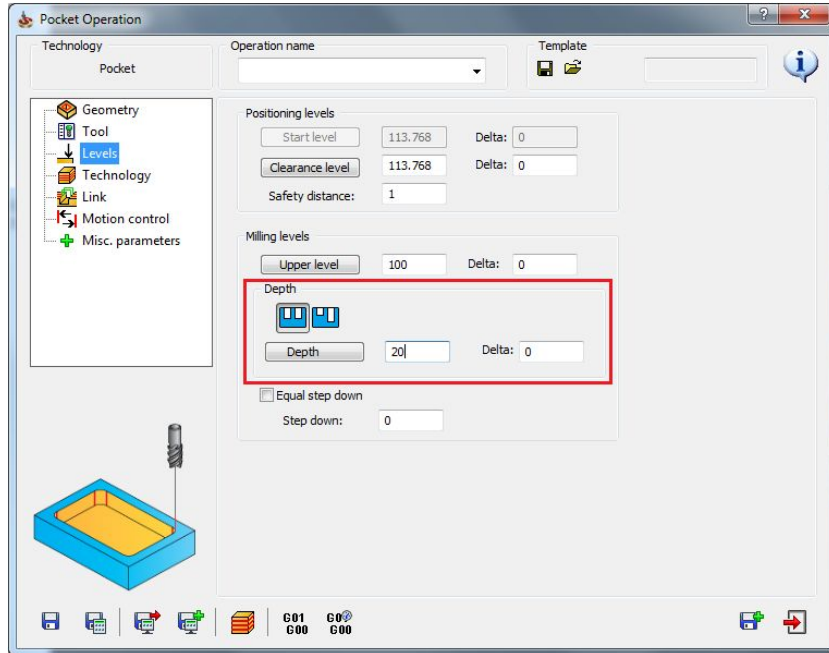 Pocket Operation
Technology
Pocket
Operation name
Template
Geometry
Tool
Levels
Technology
Link
Motion control
Misc. parameters
Positioning levels
Start level 113.768 Delta: 0
Clearance level 113.768 Delta: 0
Safety distance: 1
Milling levels
Upper level 100 Delta: 0
Depth
Depth 20 Delta: 0
Equal step down
Step down: 0
G01 G0
G00 G00